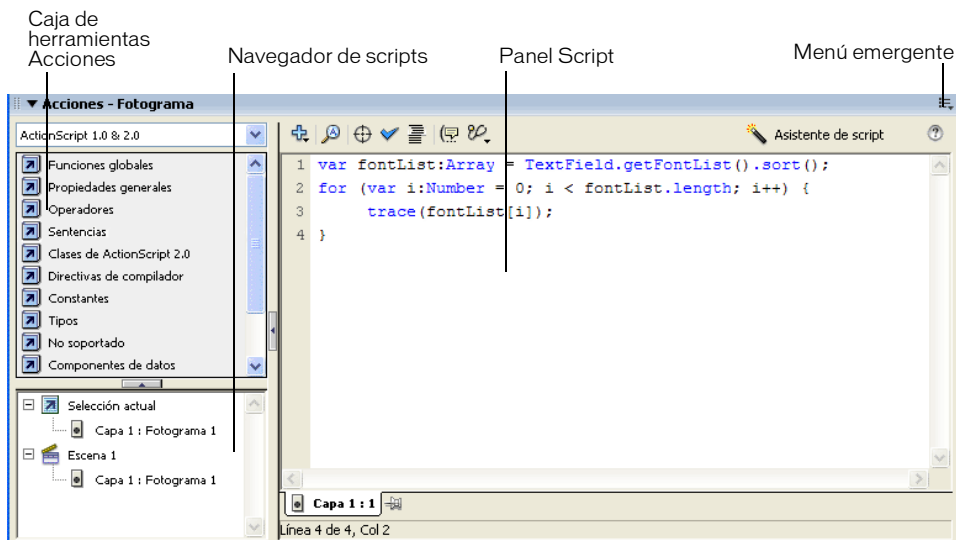 Caja de
herramientas
Acciones
Navegador de scripts
Panel Script
Menú emergente
Acciones - Fotograma
ActionScript 1.0 & 2.0
Asistente de script
Funciones globales
Propiedades generales
Operadores
Sentencias
Clases de ActionScript 2.0
Directivas de compilador
Constantes
Tipos
No soportado
Componentes de datos
Selección actual
Capa 1 : Fotograma 1
Escena 1
Capa 1 : Fotograma 1
1 var fontList:Array = TextField.getFontList().sort();
2 for (var i:Number = 0; i < fontList.length; i++) {
3 trace(fontList[i]);
4 }
Capa 1 : 1
Línea 4 de 4, Col 2